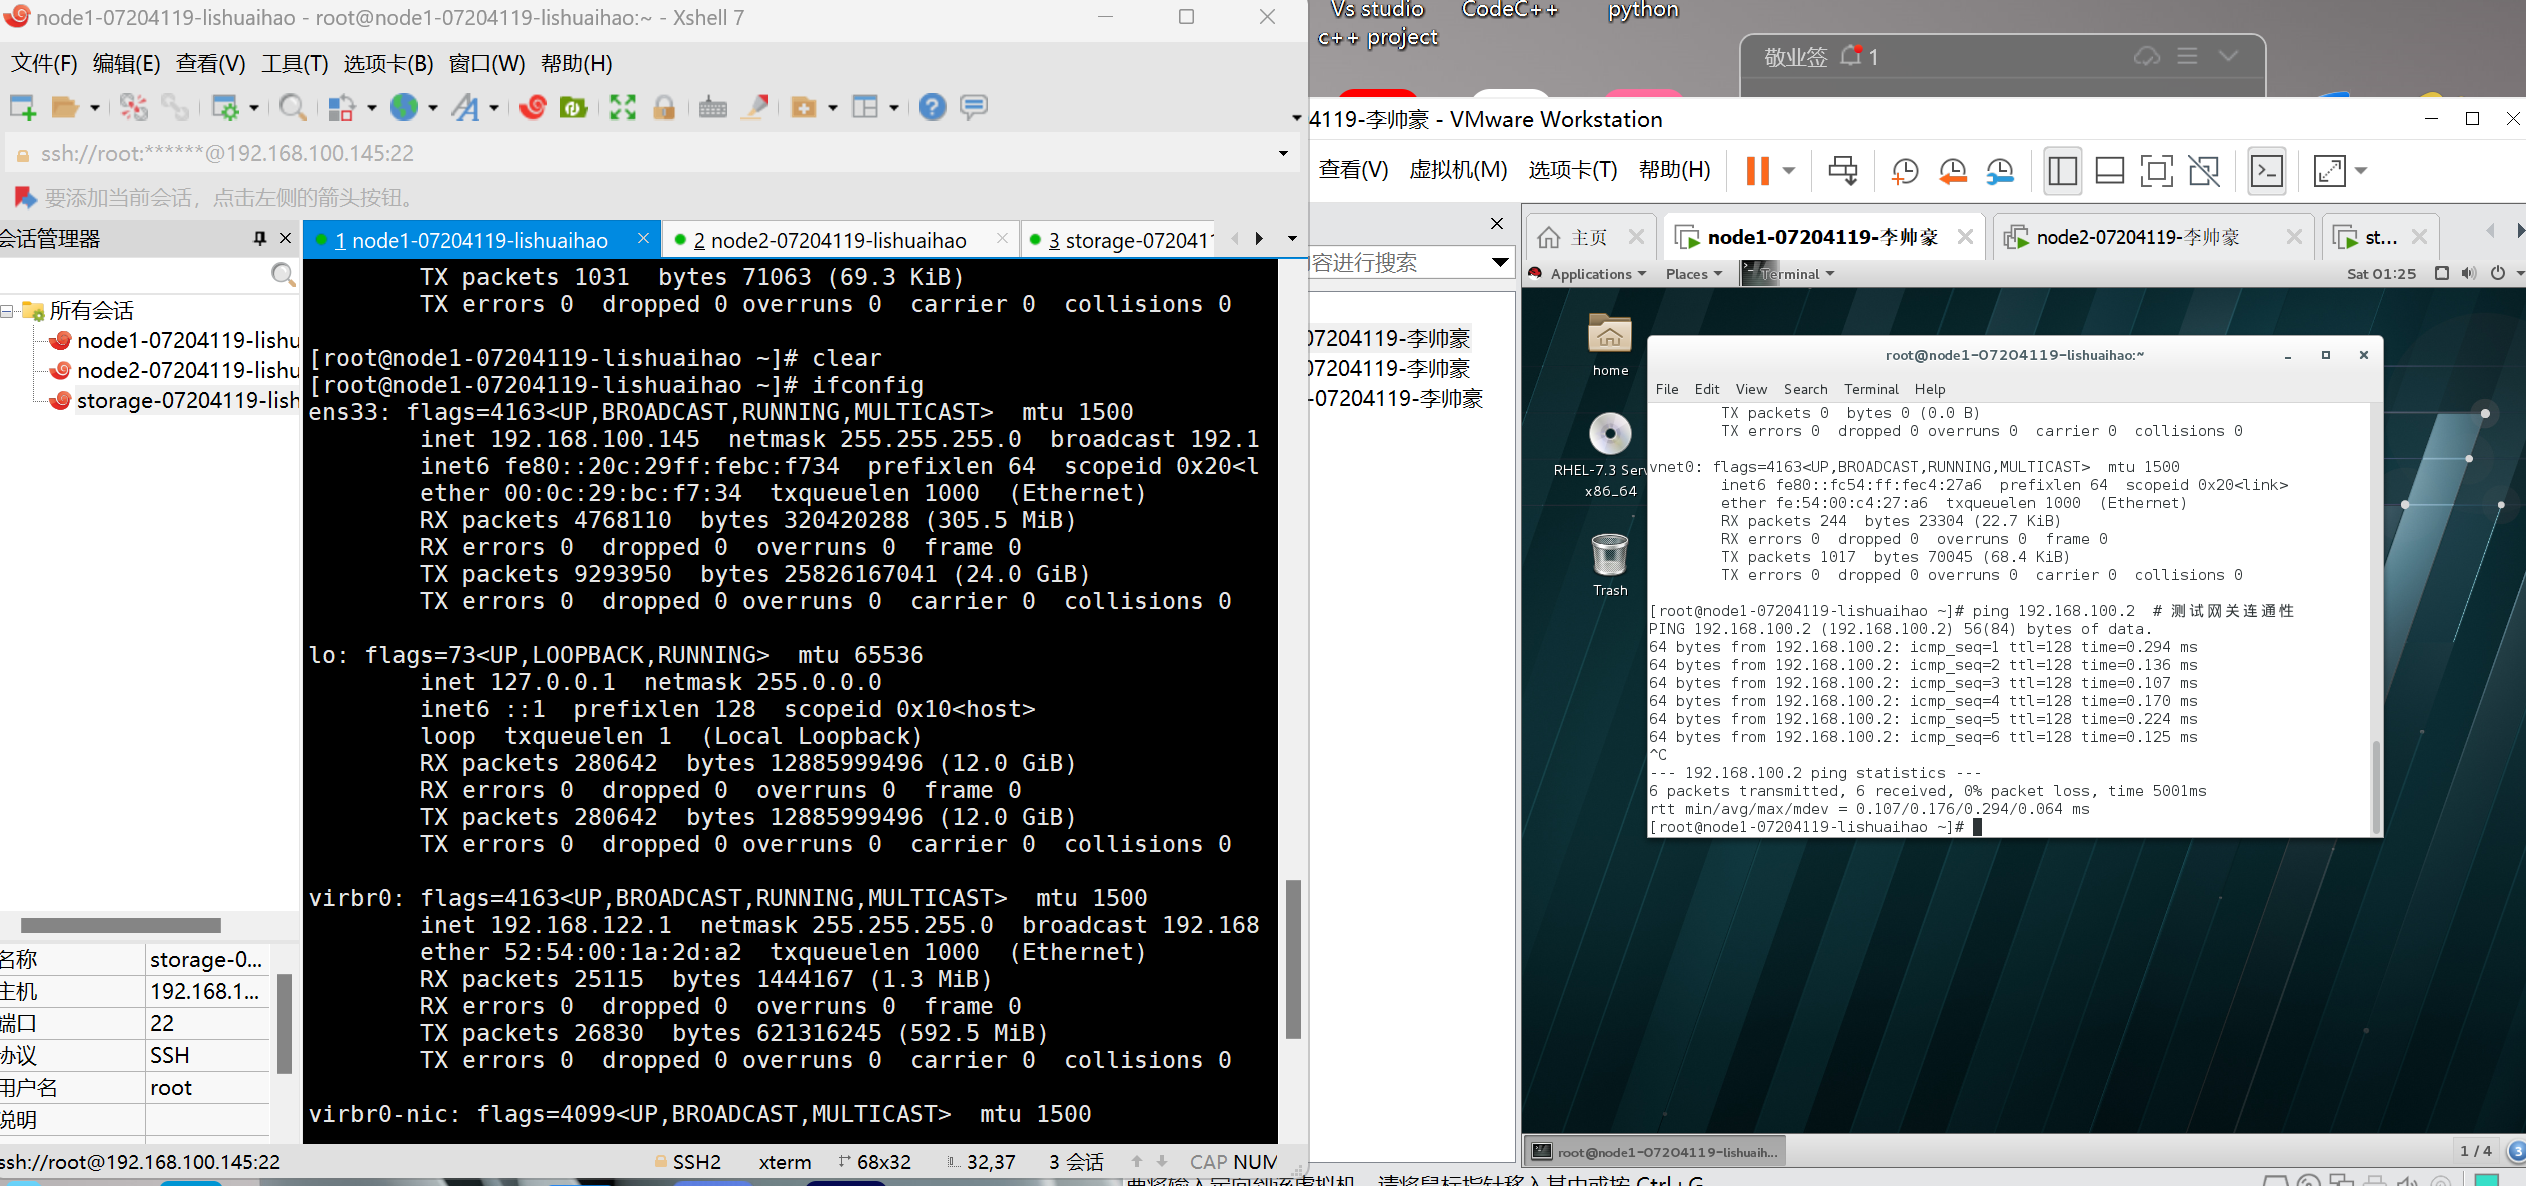 node1-07204119-lishuaihao - root@node1-07204119-lishuaihao:~ - Xshell 7
文件(F) 编辑(E) 查看(V) 工具(T) 选项卡(B) 窗口(W) 帮助(H)
ssh://root:******@192.168.100.145:22
要添加当前会话，点击左侧的箭头按钮。
会话管理器
所有会话
node1-07204119-lishu
node2-07204119-lishu
storage-07204119-lish
名称 storage-0...
主机 192.168.1...
端口 22
协议 SSH
用户名 root
说明
1 node1-07204119-lishuaihao
2 node2-07204119-lishuaihao
3 storage-0720411
TX packets 1031 bytes 71063 (69.3 KiB)
TX errors 0 dropped 0 overruns 0 carrier 0 collisions 0
[root@node1-07204119-lishuaihao ~]# clear
[root@node1-07204119-lishuaihao ~]# ifconfig
ens33: flags=4163<UP,BROADCAST,RUNNING,MULTICAST> mtu 1500
inet 192.168.100.145 netmask 255.255.255.0 broadcast 192.1
inet6 fe80::20c:29ff:febc:f734 prefixlen 64 scopeid 0x20<l
ether 00:0c:29:bc:f7:34 txqueuelen 1000 (Ethernet)
RX packets 4768110 bytes 320420288 (305.5 MiB)
RX errors 0 dropped 0 overruns 0 frame 0
TX packets 9293950 bytes 25826167041 (24.0 GiB)
TX errors 0 dropped 0 overruns 0 carrier 0 collisions 0
lo: flags=73<UP,LOOPBACK,RUNNING> mtu 65536
inet 127.0.0.1 netmask 255.0.0.0
inet6 ::1 prefixlen 128 scopeid 0x10<host>
loop txqueuelen 1 (Local Loopback)
RX packets 280642 bytes 12885999496 (12.0 GiB)
RX errors 0 dropped 0 overruns 0 frame 0
TX packets 280642 bytes 12885999496 (12.0 GiB)
TX errors 0 dropped 0 overruns 0 carrier 0 collisions 0
virbr0: flags=4163<UP,BROADCAST,RUNNING,MULTICAST> mtu 1500
inet 192.168.122.1 netmask 255.255.255.0 broadcast 192.168
ether 52:54:00:1a:2d:a2 txqueuelen 1000 (Ethernet)
RX packets 25115 bytes 1444167 (1.3 MiB)
RX errors 0 dropped 0 overruns 0 frame 0
TX packets 26830 bytes 621316245 (592.5 MiB)
TX errors 0 dropped 0 overruns 0 carrier 0 collisions 0
virbr0-nic: flags=4099<UP,BROADCAST,MULTICAST> mtu 1500
ssh://root@192.168.100.145:22
SSH2 xterm 68x32 32,37 3 会话 CAP NUM
Vs studio
c++ project
CodeC++
python
敬业签 1
4119-李帅豪 - VMware Workstation
查看(V) 虚拟机(M) 选项卡(T) 帮助(H)
容进行搜索
07204119-李帅豪
07204119-李帅豪
-07204119-李帅豪
主页 node1-07204119-李帅豪 node2-07204119-李帅豪 st...
Applications Places Terminal Sat 01:25
home
RHEL-7.3 Serv
x86_64
Trash
root@node1-07204119-lishuaihao:~
File Edit View Search Terminal Help
TX packets 0 bytes 0 (0.0 B)
TX errors 0 dropped 0 overruns 0 carrier 0 collisions 0
vnet0: flags=4163<UP,BROADCAST,RUNNING,MULTICAST> mtu 1500
inet6 fe80::fc54:ff:fec4:27a6 prefixlen 64 scopeid 0x20<link>
ether fe:54:00:c4:27:a6 txqueuelen 1000 (Ethernet)
RX packets 244 bytes 23304 (22.7 KiB)
RX errors 0 dropped 0 overruns 0 frame 0
TX packets 1017 bytes 70045 (68.4 KiB)
TX errors 0 dropped 0 overruns 0 carrier 0 collisions 0
[root@node1-07204119-lishuaihao ~]# ping 192.168.100.2 # 测试网关连通性
PING 192.168.100.2 (192.168.100.2) 56(84) bytes of data.
64 bytes from 192.168.100.2: icmp_seq=1 ttl=128 time=0.294 ms
64 bytes from 192.168.100.2: icmp_seq=2 ttl=128 time=0.136 ms
64 bytes from 192.168.100.2: icmp_seq=3 ttl=128 time=0.107 ms
64 bytes from 192.168.100.2: icmp_seq=4 ttl=128 time=0.170 ms
64 bytes from 192.168.100.2: icmp_seq=5 ttl=128 time=0.224 ms
64 bytes from 192.168.100.2: icmp_seq=6 ttl=128 time=0.125 ms
^C
--- 192.168.100.2 ping statistics ---
6 packets transmitted, 6 received, 0% packet loss, time 5001ms
rtt min/avg/max/mdev = 0.107/0.176/0.294/0.064 ms
[root@node1-07204119-lishuaihao ~]#
root@node1-07204119-lishuaih...
1 / 4 3
要将输入定向到该虚拟机，请将鼠标指针移入其中或按 Ctrl+G